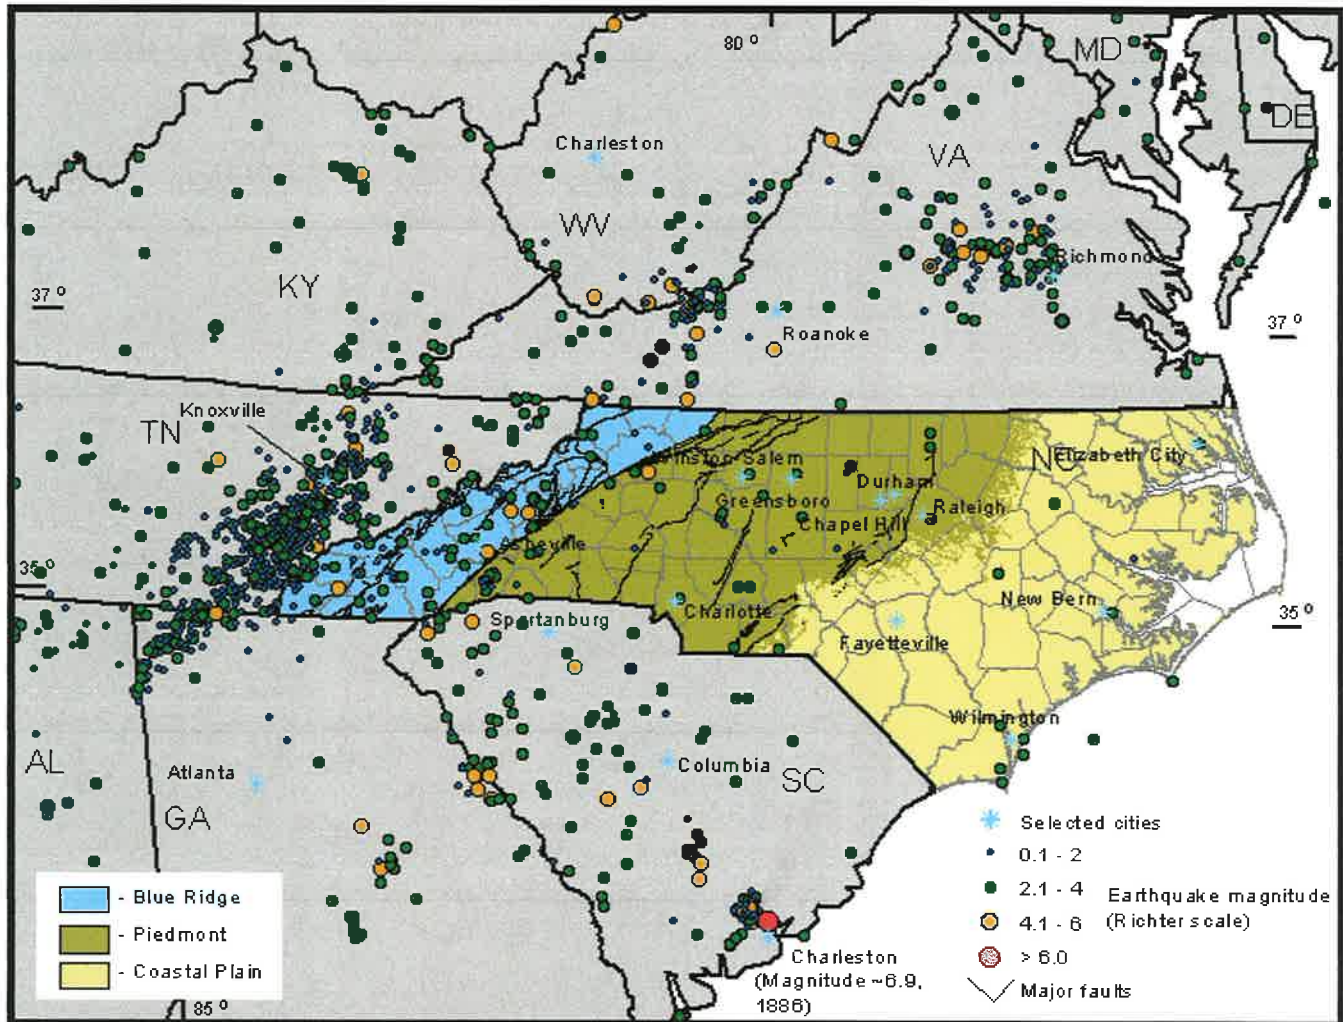 80 º
MD
DE
Charleston
VA
WV
Richmond
KY
37 º
37 º
Roanoke
Knoxville
TN
Winston-Salem
NC
Elizabeth City
Durham
Greensboro
Raleigh
Chapel Hill
Asheville
35 º
35 º
New Bern
Charlotte
Spartanburg
Fayetteville
Wilmington
AL
Atlanta
Columbia
SC
GA
Selected cities
0.1 - 2
2.1 - 4
Earthquake magnitude
4.1 - 6
(Richter scale)
> 6.0
Major faults
- Blue Ridge
- Piedmont
- Coastal Plain
Charleston
(Magnitude ~6.9,
1886)
85 º